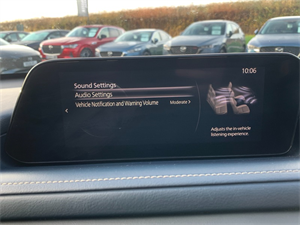 10:06
Sound Settings
Audio Settings
Vehicle Notification and Warning Volume Moderate
Adjusts the in-vehicle
listening experience.